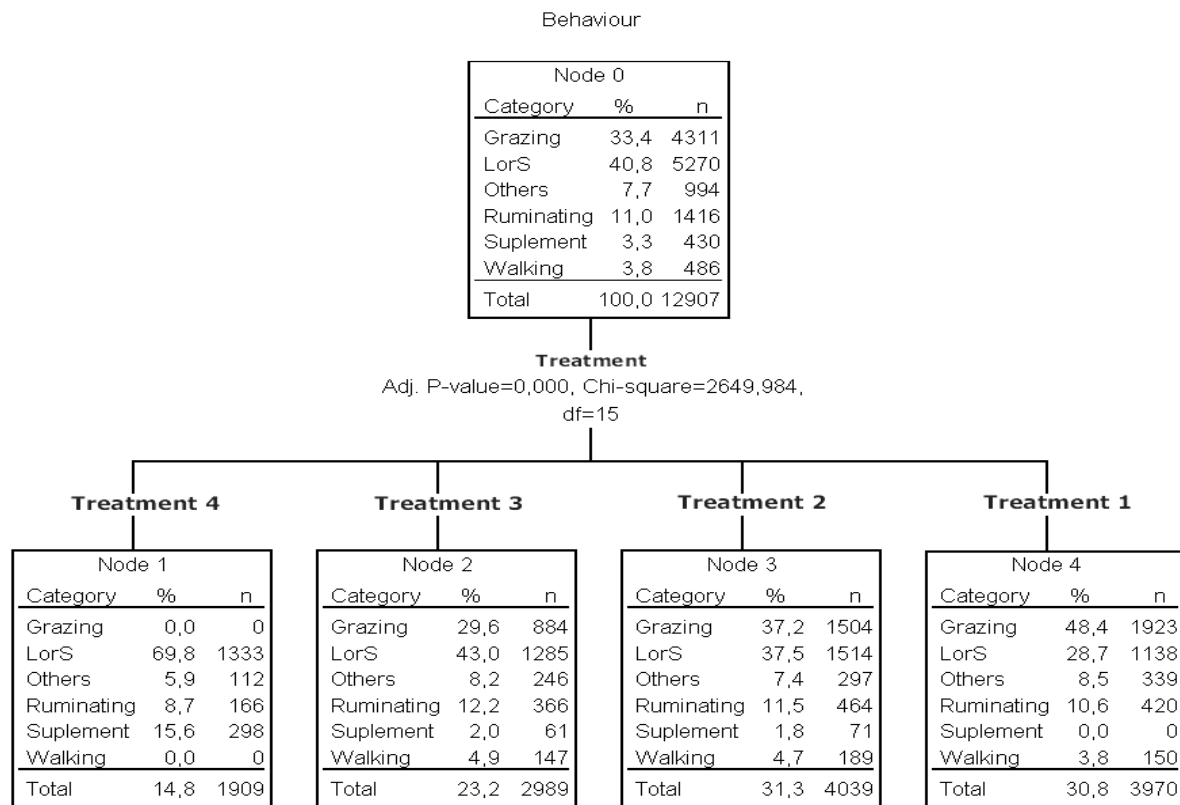 Behaviour
Node 0
Category % n
Grazing 33,4 4311
LorS 40,8 5270
Others 7,7 994
Ruminating 11,0 1416
Suplement 3,3 430
Walking 3,8 486
Total 100,0 12907
Treatment
Adj. P-value=0,000, Chi-square=2649,984,
df=15
Treatment 4
Node 1
Category % n
Grazing 0,0 0
LorS 69,8 1333
Others 5,9 112
Ruminating 8,7 166
Suplement 15,6 298
Walking 0,0 0
Total 14,8 1909
Treatment 3
Node 2
Category % n
Grazing 29,6 884
LorS 43,0 1285
Others 8,2 246
Ruminating 12,2 366
Suplement 2,0 61
Walking 4,9 147
Total 23,2 2989
Treatment 2
Node 3
Category % n
Grazing 37,2 1504
LorS 37,5 1514
Others 7,4 297
Ruminating 11,5 464
Suplement 1,8 71
Walking 4,7 189
Total 31,3 4039
Treatment 1
Node 4
Category % n
Grazing 48,4 1923
LorS 28,7 1138
Others 8,5 339
Ruminating 10,6 420
Suplement 0,0 0
Walking 3,8 150
Total 30,8 3970